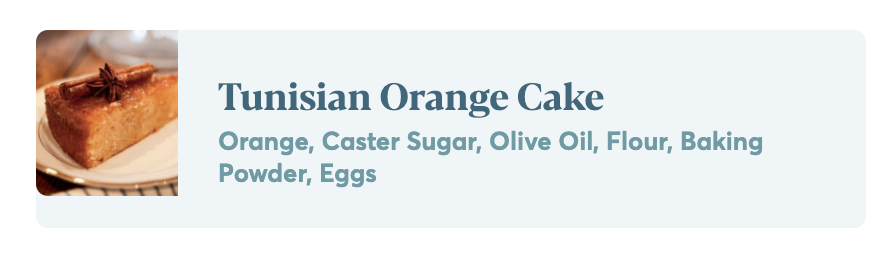 Tunisian Orange Cake
Orange, Caster Sugar, Olive Oil, Flour, Baking
Powder, Eggs